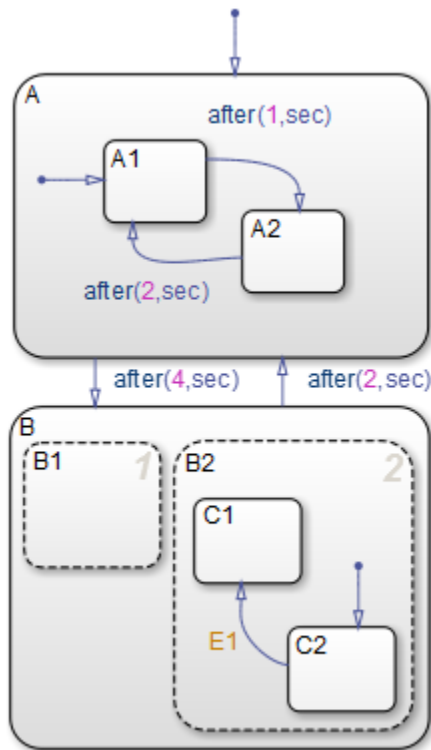 A
after(1,sec)
A1
A2
after(2,sec)
after(4,sec)
after(2,sec)
B
B1
1
B2
2
C1
E1
C2